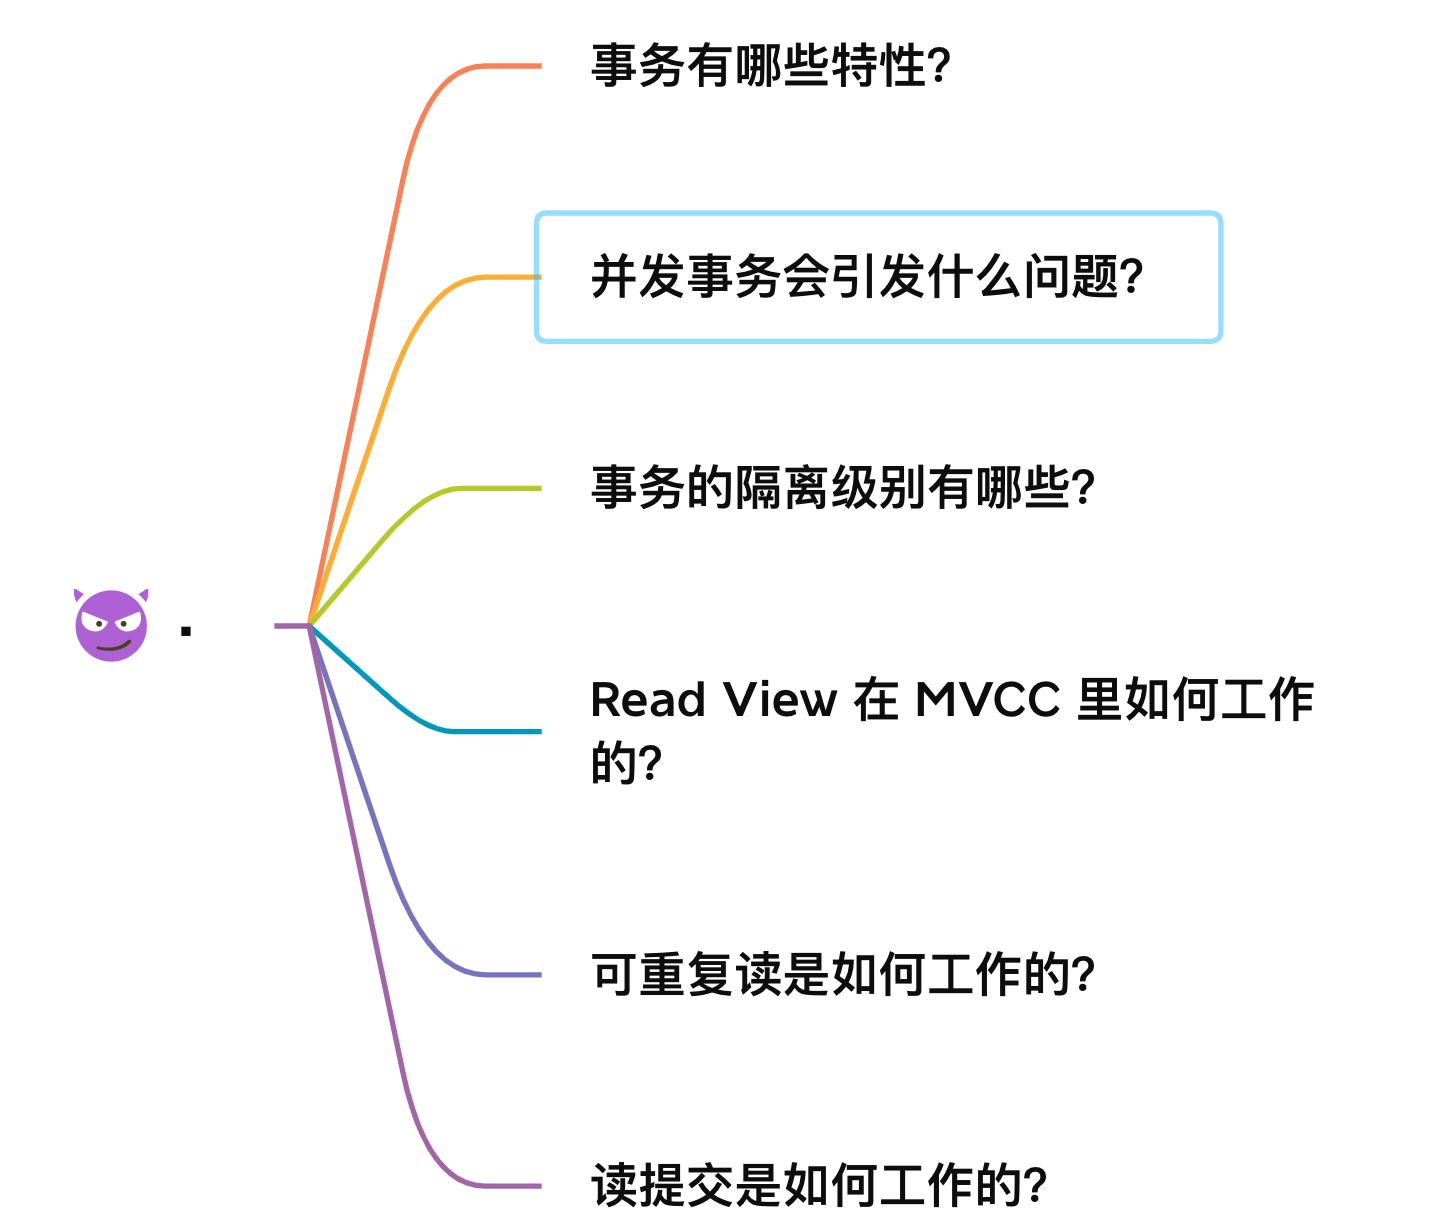 事务有哪些特性?
并发事务会引发什么问题?
事务的隔离级别有哪些?
.
Read View 在 MVCC 里如何工作
的?
可重复读是如何工作的?
读提交是如何工作的?